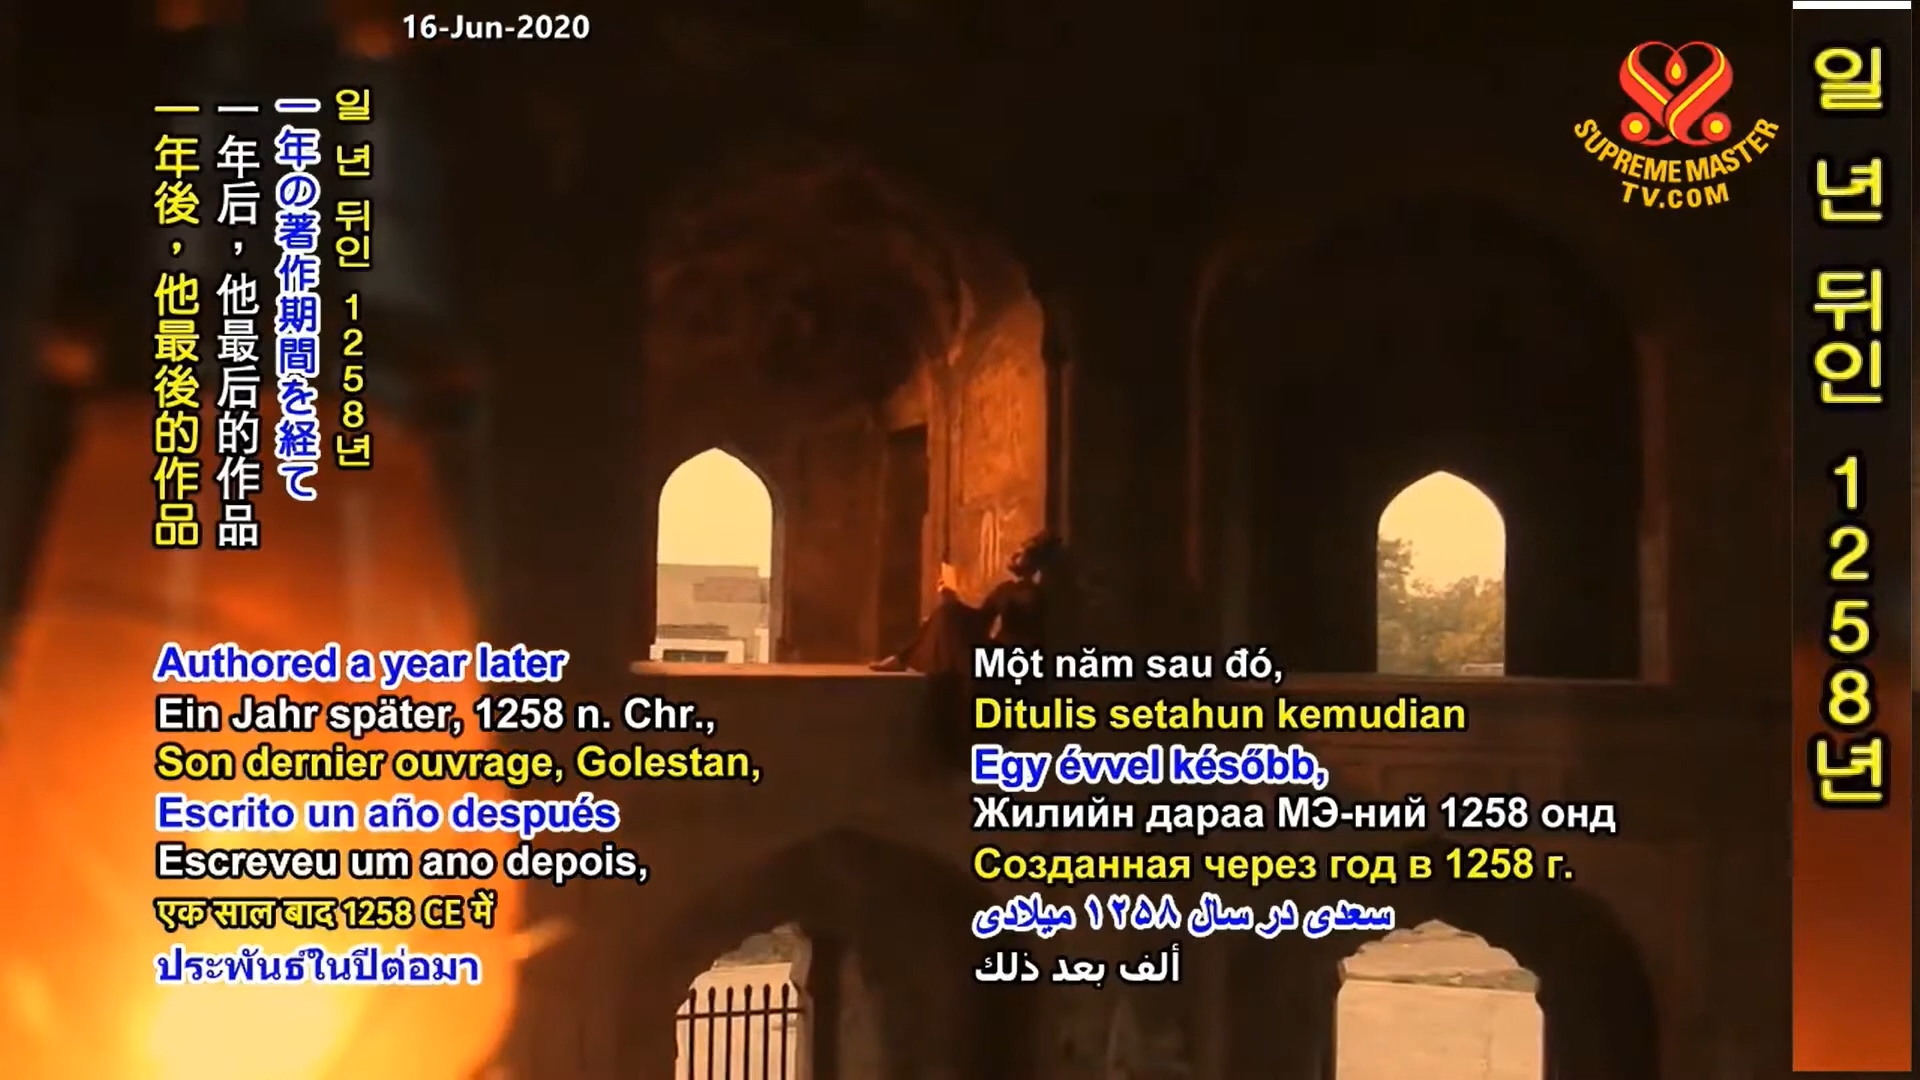 16-Jun-2020
SUPREME MASTER
TV.COM
일 년 뒤인 1258년
일 년 뒤인 1258년
一年の著作期間を経て
一年后，他最后的作品
一年後，他最後的作品
Authored a year later
Ein Jahr später, 1258 n. Chr.,
Son dernier ouvrage, Golestan,
Escrito un año después
Escreveu um ano depois,
एक साल बाद 1258 CE में
ประพันธ์ในปีต่อมา
Một năm sau đó,
Ditulis setahun kemudian
Egy évvel később,
Жилийн дараа МЭ-ний 1258 онд
Созданная через год в 1258 г.
سعدی در سال ۱۲۵۸ میلادی
ألف بعد ذلك